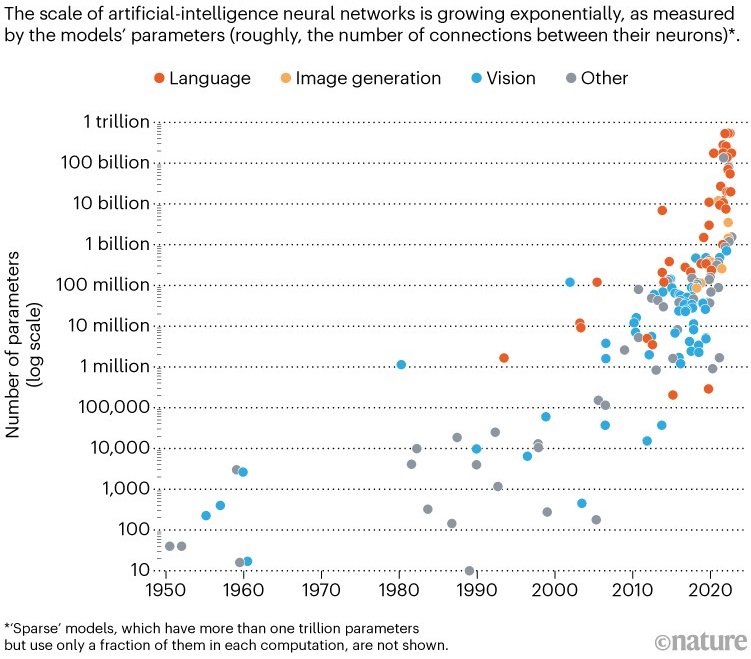 The scale of artificial-intelligence neural networks is growing exponentially, as measured
by the models’ parameters (roughly, the number of connections between their neurons)*.
Language Image generation Vision Other
1 trillion
100 billion
10 billion
1 billion
100 million
10 million
1 million
100,000
10,000
1,000
100
10
Number of parameters
(log scale)
1950 1960 1970 1980 1990 2000 2010 2020
*‘Sparse’ models, which have more than one trillion parameters
but use only a fraction of them in each computation, are not shown.
©nature